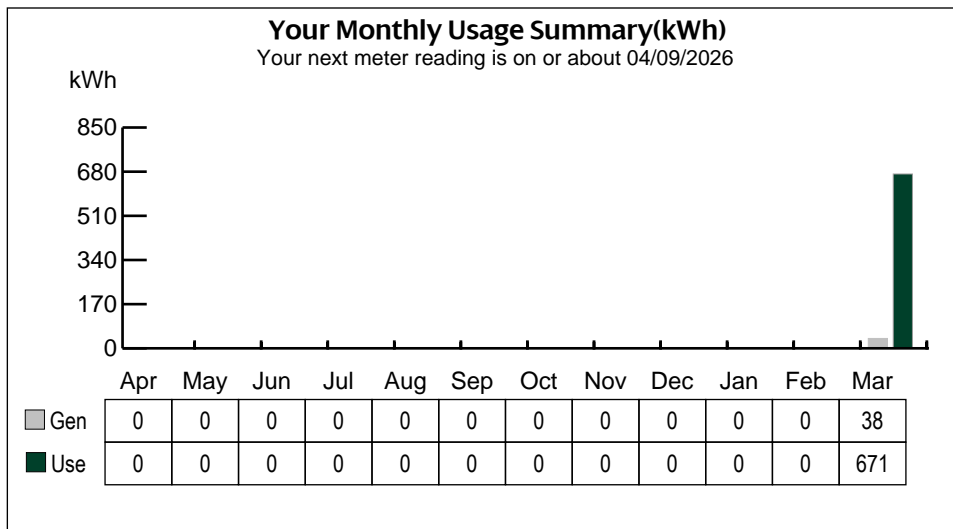 Your Monthly Usage Summary(kWh)
Your next meter reading is on or about 04/09/2026
kWh
850
680
510
340
170
0
Apr May Jun Jul Aug Sep Oct Nov Dec Jan Feb Mar
Gen 0 0 0 0 0 0 0 0 0 0 0 38
Use 0 0 0 0 0 0 0 0 0 0 0 671